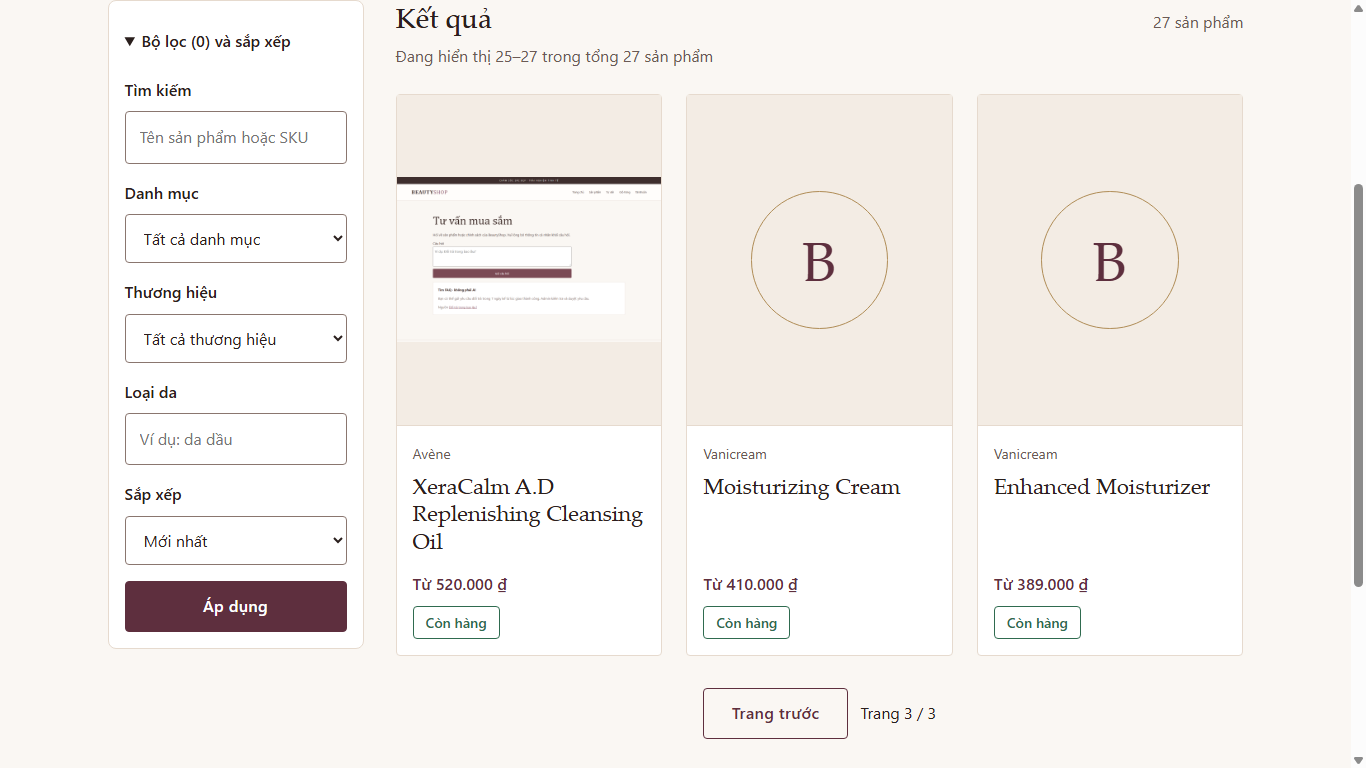 Bộ lọc (0) và sắp xếp
Tìm kiếm
Tên sản phẩm hoặc SKU
Danh mục
Tất cả danh mục
Thương hiệu
Tất cả thương hiệu
Loại da
Ví dụ: da dầu
Sắp xếp
Mới nhất
Áp dụng
Kết quả
27 sản phẩm
Đang hiển thị 25–27 trong tổng 27 sản phẩm
BEAUTYSHOP
Tư vấn mua sắm
Avène
XeraCalm A.D
Replenishing Cleansing
Oil
Từ 520.000 ₫
Còn hàng
B
Vanicream
Moisturizing Cream
Từ 410.000 ₫
Còn hàng
B
Vanicream
Enhanced Moisturizer
Từ 389.000 ₫
Còn hàng
Trang trước
Trang 3 / 3